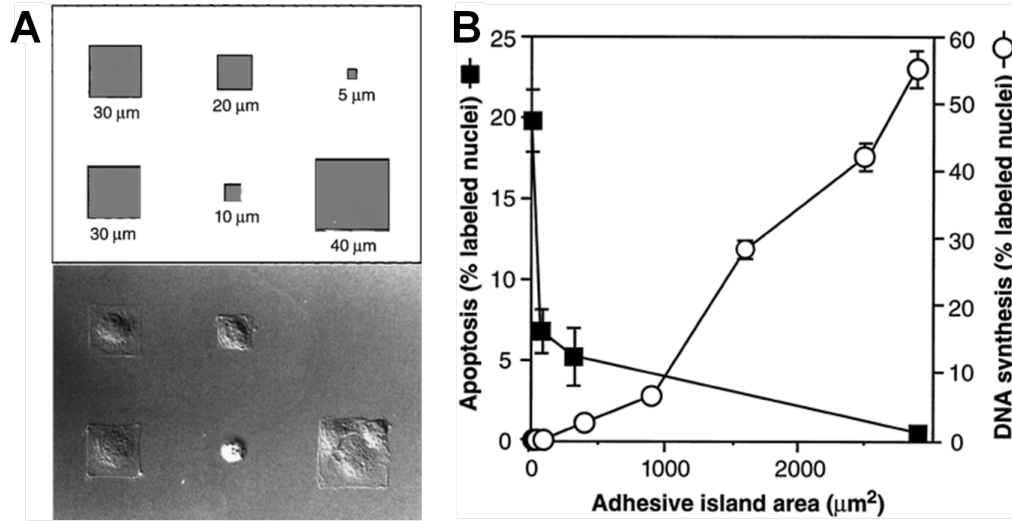 A
30 µm
20 µm
5 µm
30 µm
10 µm
40 µm
B
Apoptosis (% labeled nuclei)
25
20
15
10
5
0
60
50
40
30
20
10
0
DNA synthesis (% labeled nuclei)
0
1000
2000
Adhesive island area (µm²)